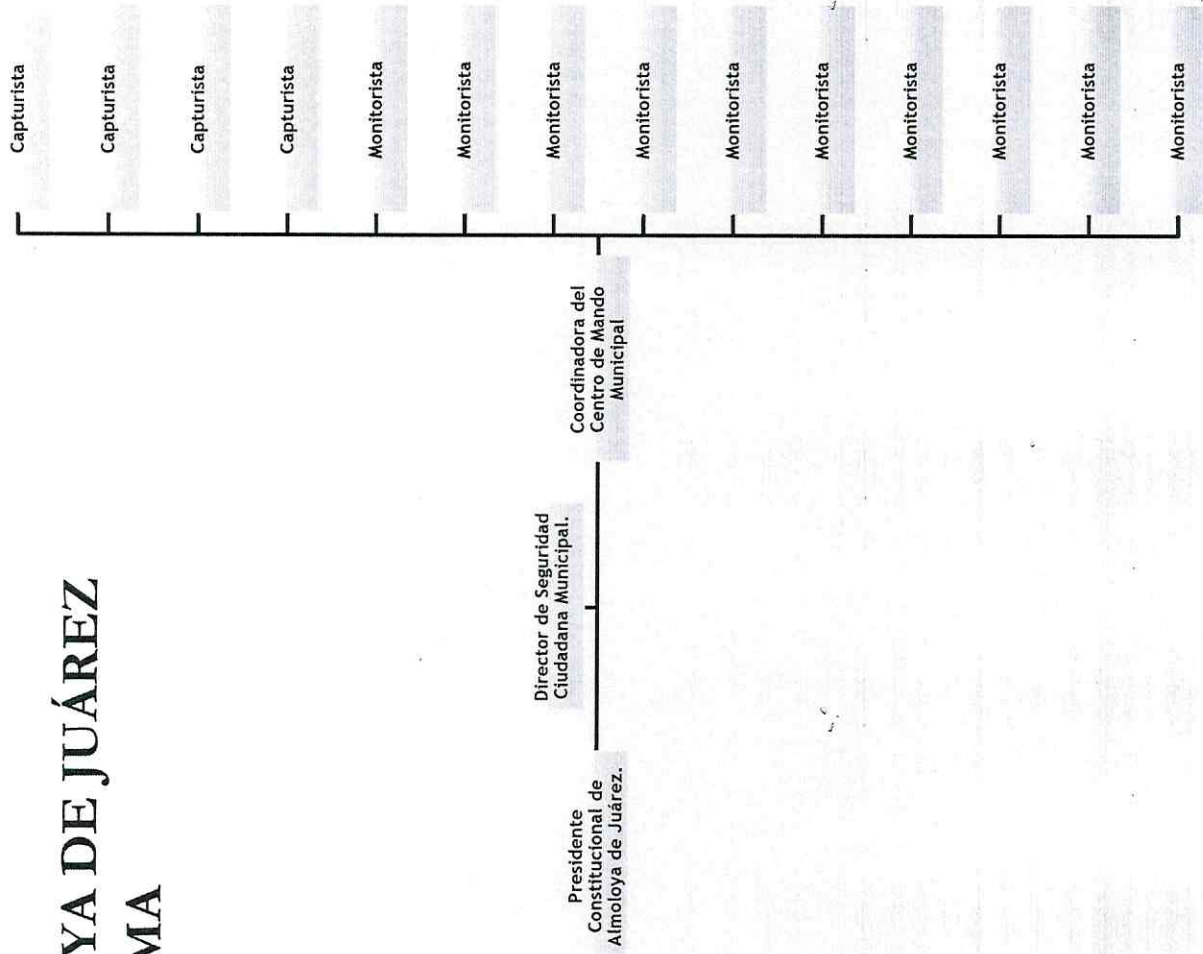 YA DE JUÁREZ
MA
Presidente
Constitucional de
Almoloya de Juárez.
Director de Seguridad
Ciudadana Municipal.
Coordinadora del
Centro de Mando
Municipal
Capturista
Capturista
Capturista
Capturista
Monitorista
Monitorista
Monitorista
Monitorista
Monitorista
Monitorista
Monitorista
Monitorista
Monitorista
Monitorista